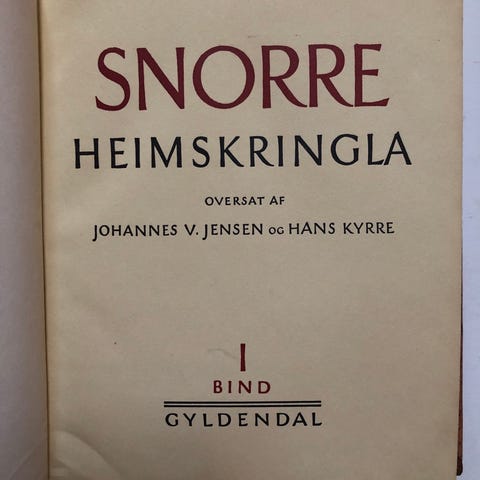 SNORRE
HEIMSKRINGLA
OVERSAT AF
JOHANNES V. JENSEN OG HANS KYRRE
I
BIND
GYLDENDAL